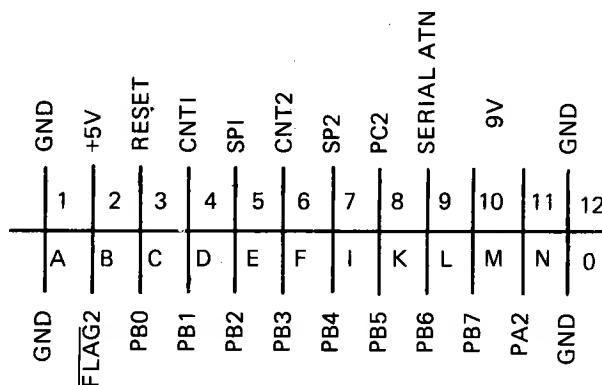 GND +5V RESET CNT1 SP1 CNT2 SP2 PC2 SERIAL ATN 9V GND
1 2 3 4 5 6 7 8 9 10 11 12
A B C D E F I K L M N O
GND FLAG2 PB0 PB1 PB2 PB3 PB4 PB5 PB6 PB7 PA2 GND